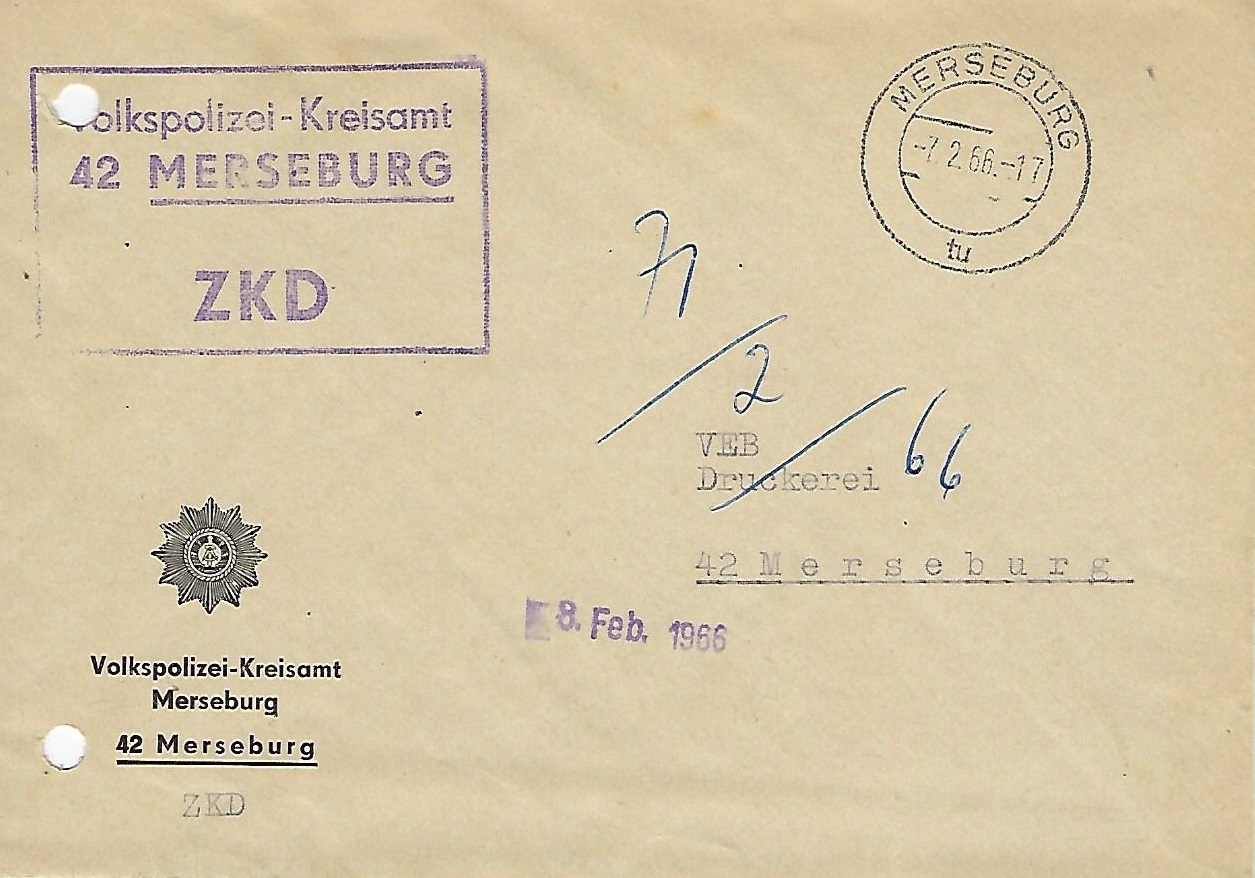 Volkspolizei-Kreisamt
42 MERSEBURG
ZKD
MERSEBURG
-7.2.66.-17
tu
2
66
VEB
Druckerei
42 Merseburg
8. Feb. 1966
Volkspolizei-Kreisamt
Merseburg
42 Merseburg
ZKD